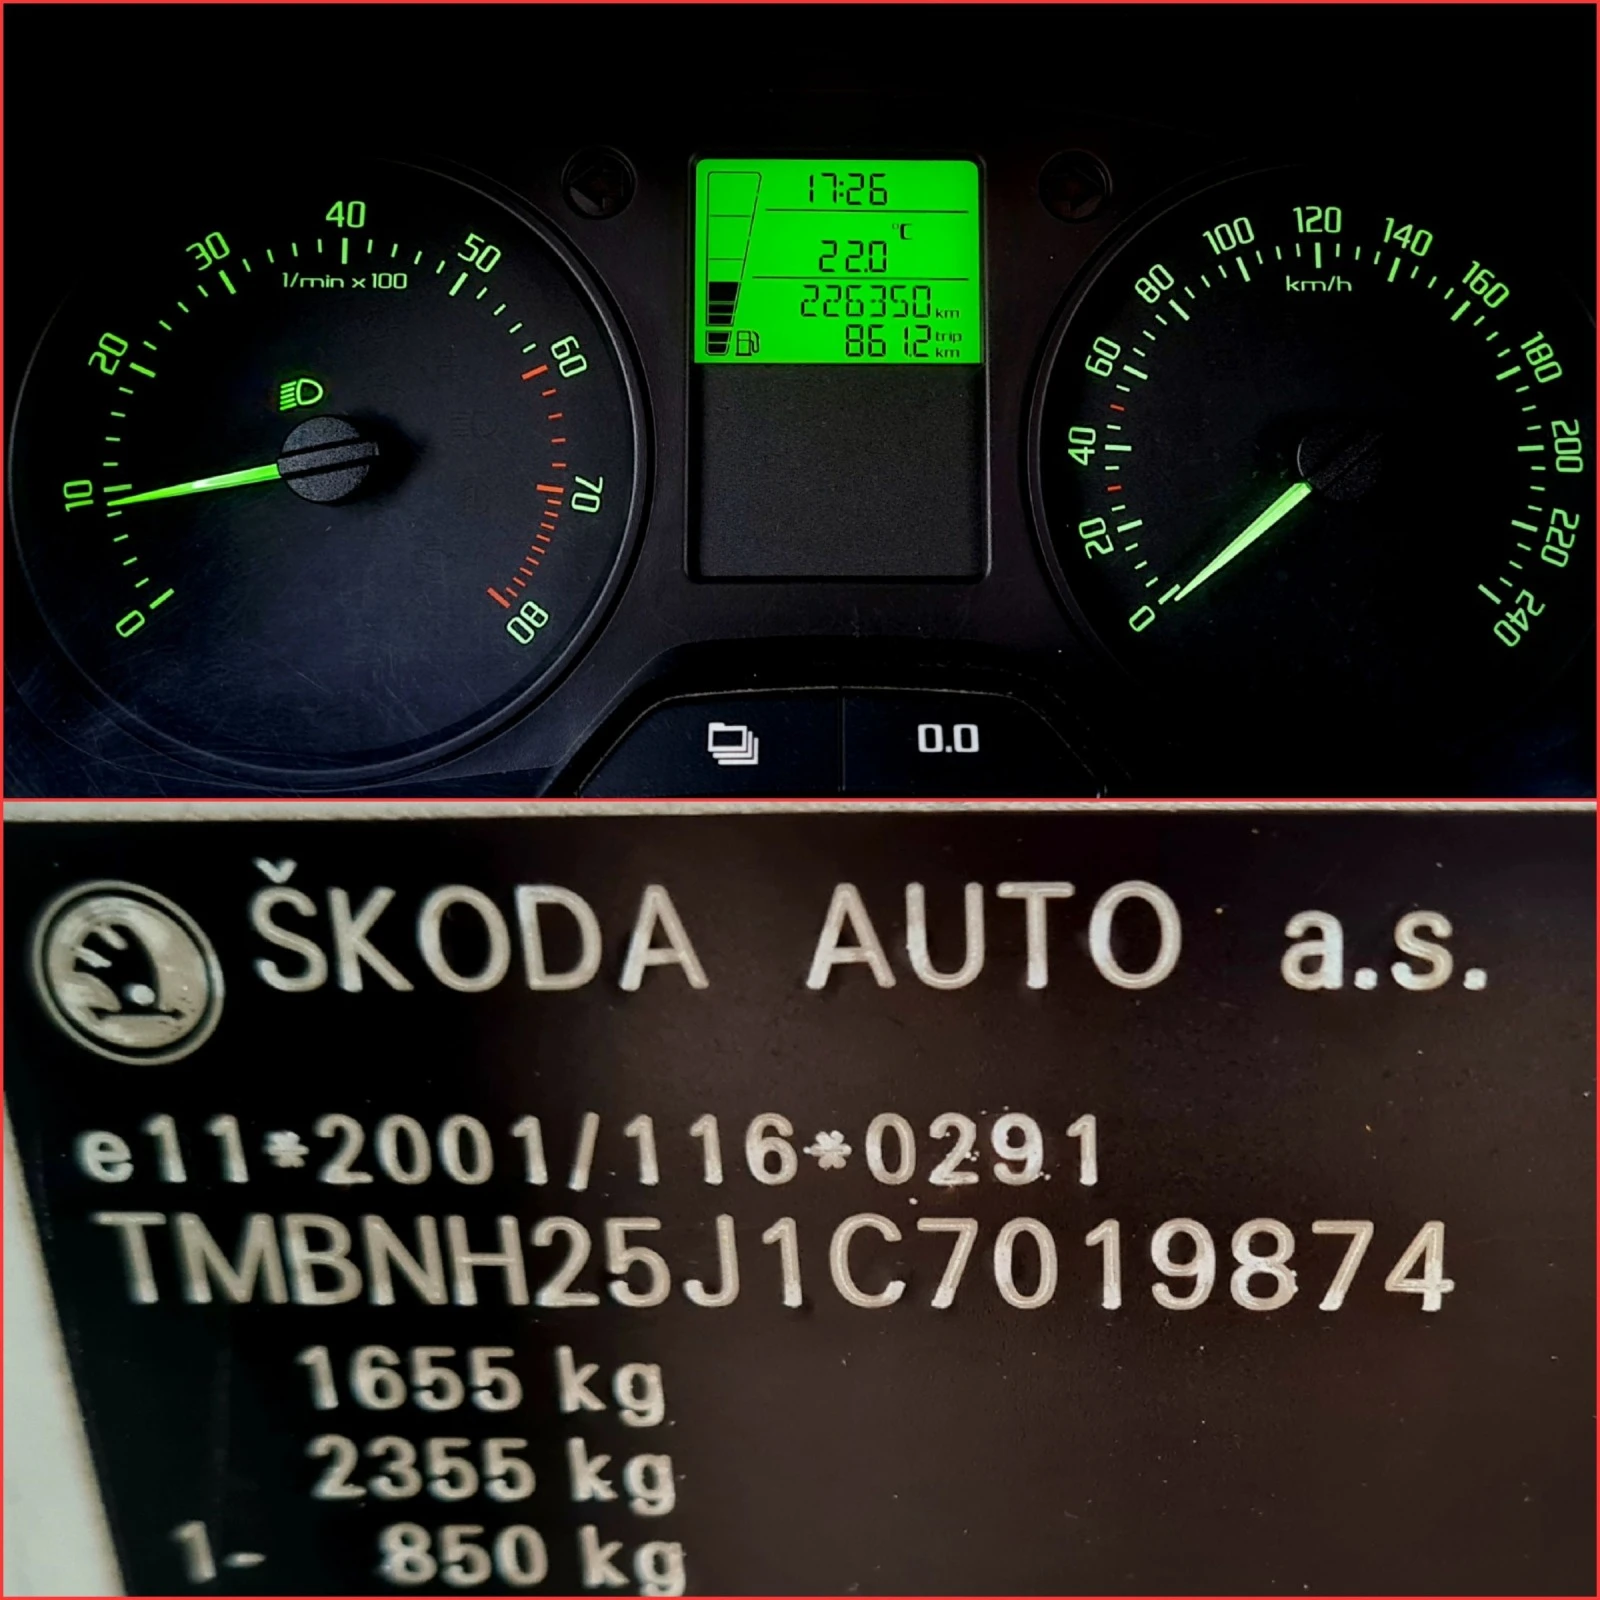 0
10
20
30
40
50
60
70
80
1/min x 100
17:26
°C
22.0
226350 km
861.2 trip km
0
20
40
60
80
100
120
140
160
180
200
220
240
km/h
0.0
ŠKODA AUTO a.s.
e11*2001/116*0291
TMBNH25J1C7019874
1655 kg
2355 kg
1- 850 kg